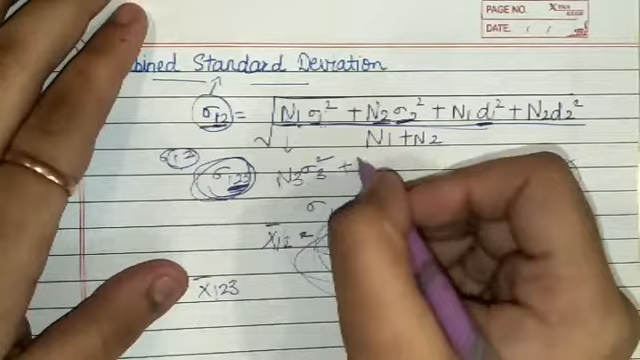 PAGE NO.
DATE / /
bined Standard Deviation
σ12 = √ N1σ1² + N2σ2² + N1d1² + N2d2²
N1 + N2
σ123 N3σ3² +
σ
X̄12 =
X̄123